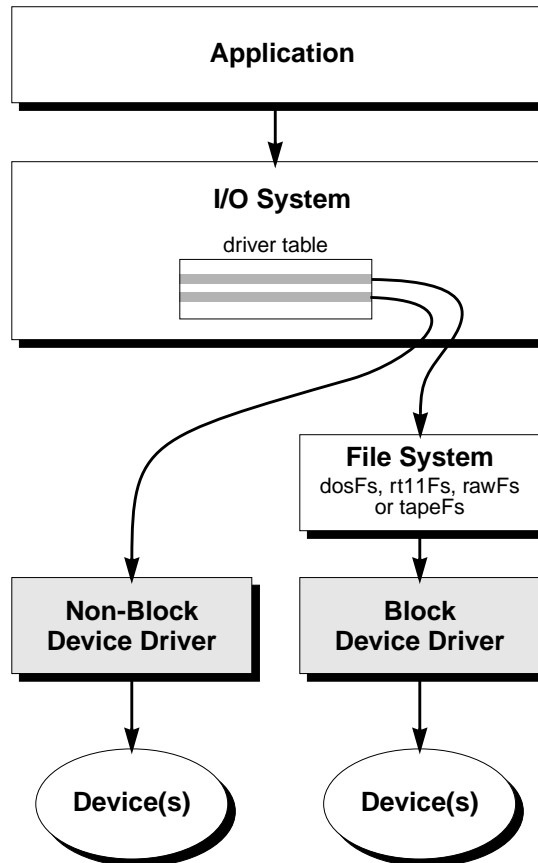 Application
I/O System
driver table
File System
dosFs, rt11Fs, rawFs
or tapeFs
Non-Block
Device Driver
Block
Device Driver
Device(s)
Device(s)